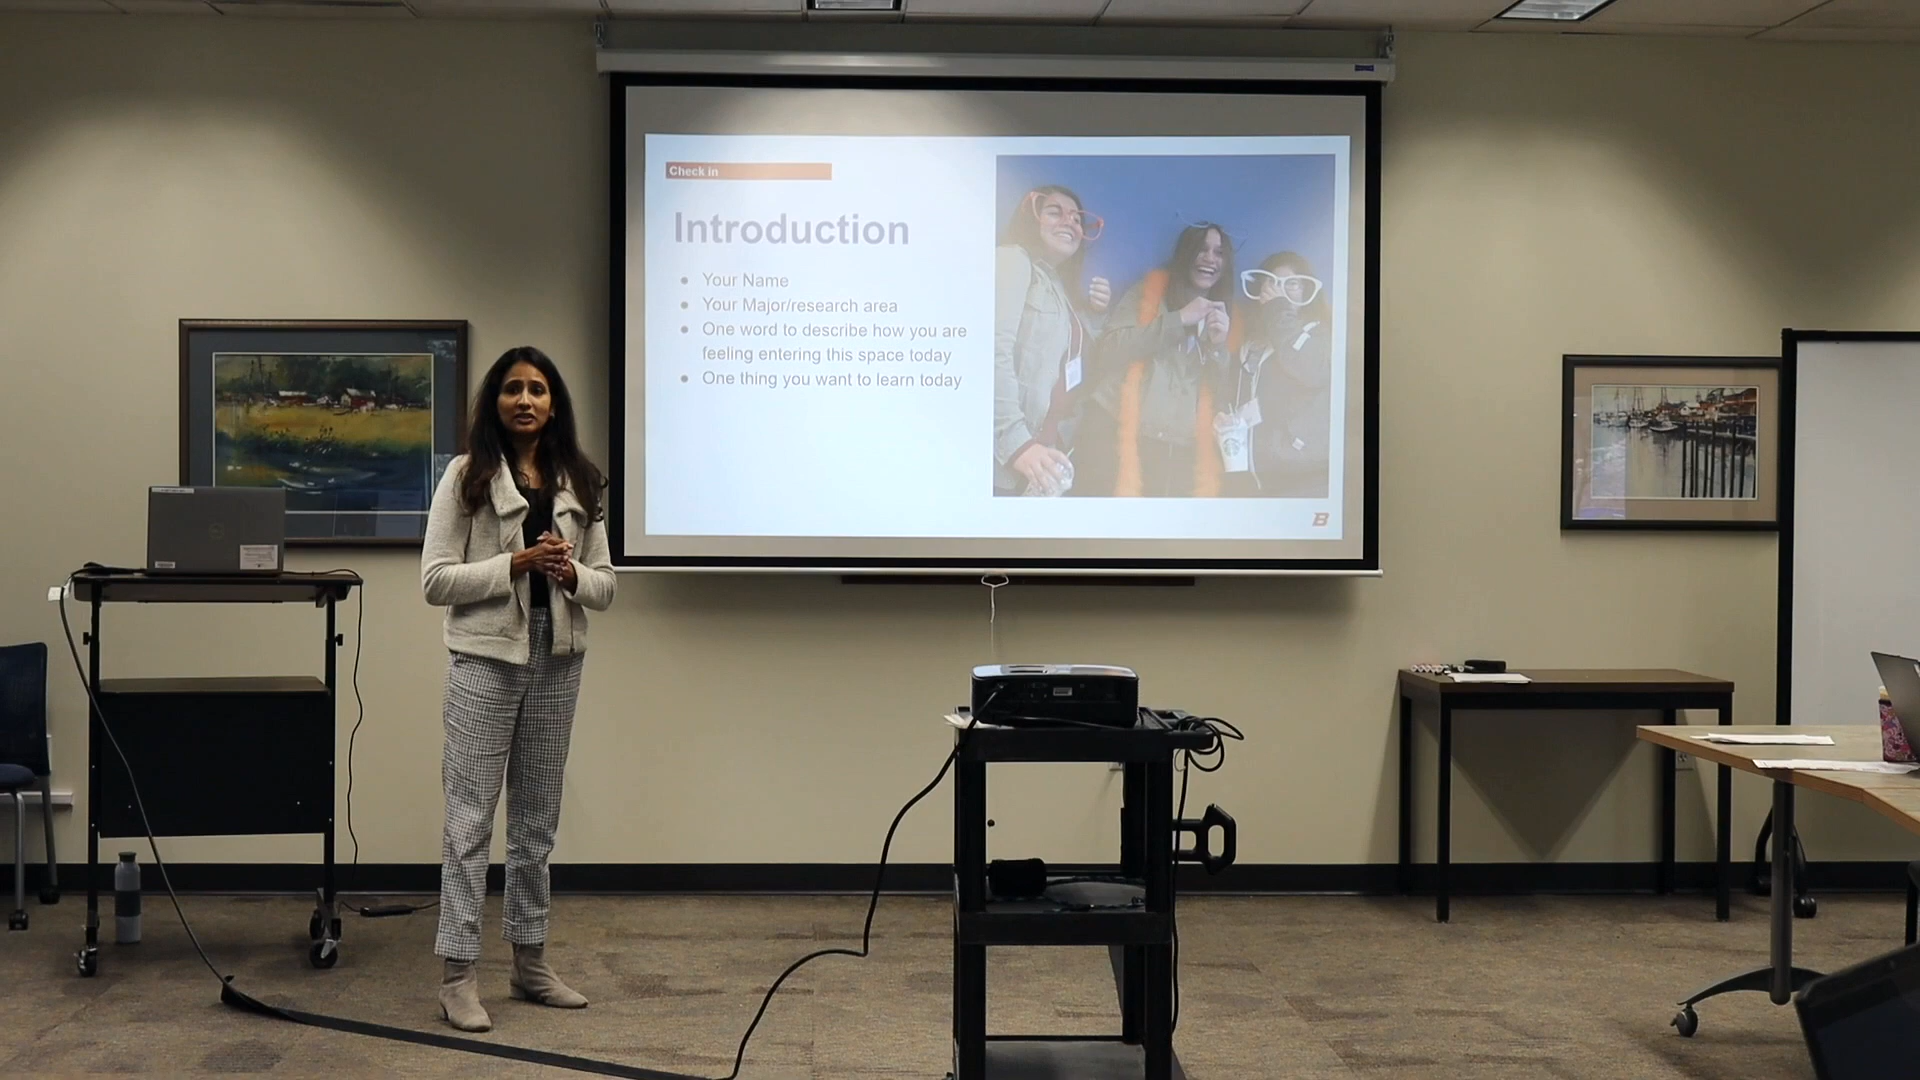 Check in
Introduction
● Your Name
● Your Major/research area
● One word to describe how you are
feeling entering this space today
● One thing you want to learn today
B